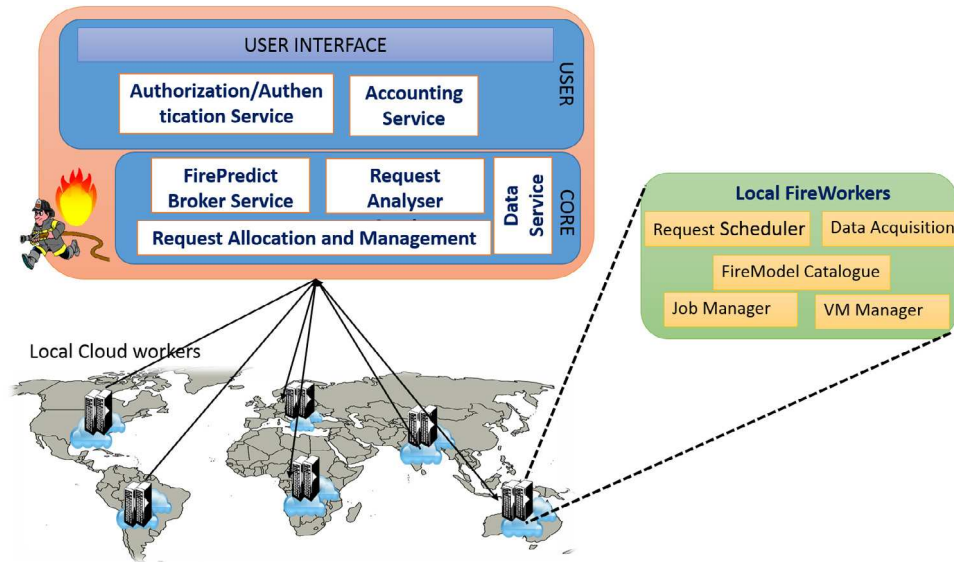 USER INTERFACE
Authorization/Authen
tication Service
Accounting
Service
USER
FirePredict
Broker Service
Request
Analyser
Data
Service
CORE
Request Allocation and Management
Local FireWorkers
Request Scheduler
Data Acquisition
FireModel Catalogue
Job Manager
VM Manager
Local Cloud workers